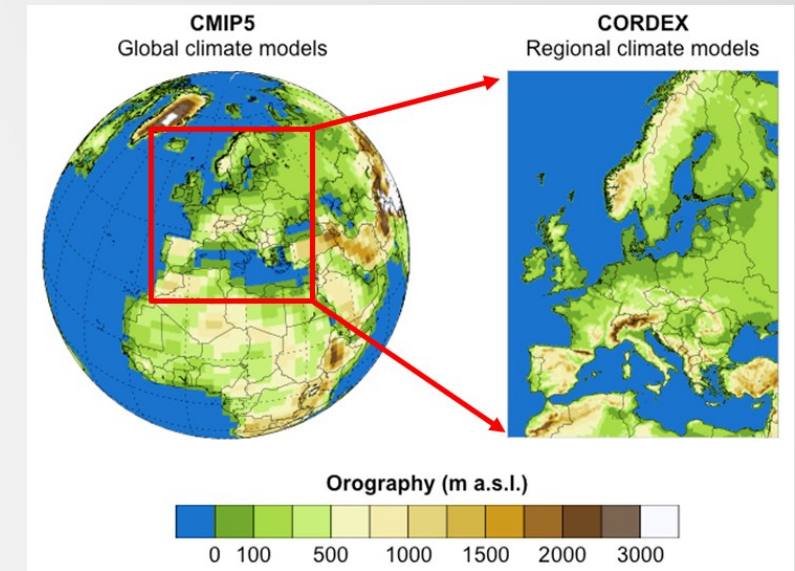 CMIP5
Global climate models
CORDEX
Regional climate models
Orography (m a.s.l.)
0 100 500 1000 1500 2000 3000